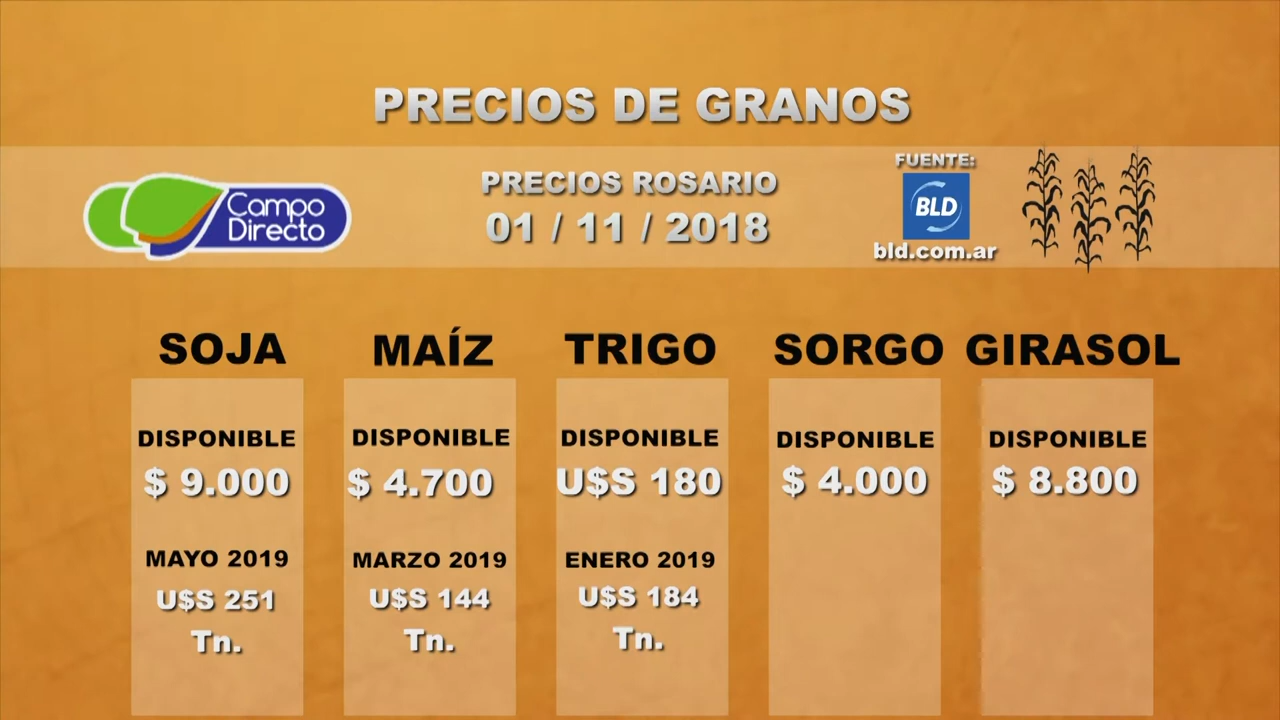 PRECIOS DE GRANOS
Campo
Directo
PRECIOS ROSARIO
01 / 11 / 2018
FUENTE:
BLD
bld.com.ar
SOJA
DISPONIBLE
$ 9.000
MAYO 2019
U$S 251
Tn.
MAÍZ
DISPONIBLE
$ 4.700
MARZO 2019
U$S 144
Tn.
TRIGO
DISPONIBLE
U$S 180
ENERO 2019
U$S 184
Tn.
SORGO
DISPONIBLE
$ 4.000
GIRASOL
DISPONIBLE
$ 8.800